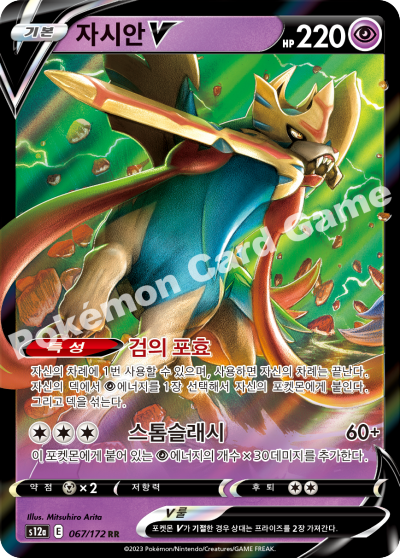 기본 자시안 V HP 220
Pokémon Card Game
특성 검의 포효
자신의 차례에 1번 사용할 수 있으며, 사용하면 자신의 차례는 끝난다.
자신의 덱에서 에너지를 1장 선택해서 자신의 포켓몬에게 붙인다.
그리고 덱을 섞는다.
스톰슬래시 60+
이 포켓몬에게 붙어 있는 에너지의 개수 × 30데미지를 추가한다.
약점 ×2 저항력 후퇴
Illus. Mitsuhiro Arita
V 룰
s12a E 067/172 RR
포켓몬 V가 기절한 경우 상대는 프라이즈를 2장 가져간다.
©2023 Pokémon/Nintendo/Creatures/GAME FREAK.